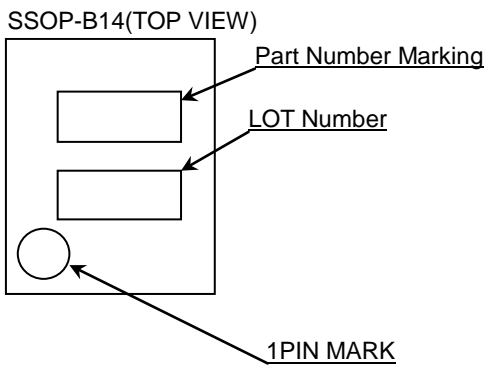 SSOP-B14(TOP VIEW)
Part Number Marking
LOT Number
1PIN MARK